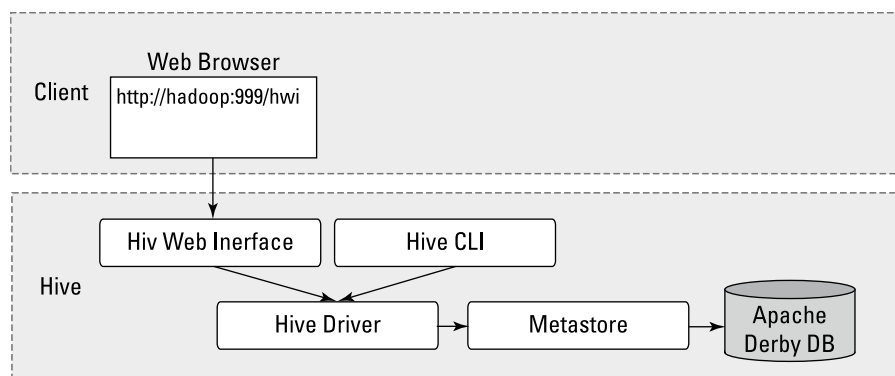 Web Browser
Client
http://hadoop:999/hwi
Hiv Web Inerface
Hive CLI
Hive
Hive Driver
Metastore
Apache
Derby DB